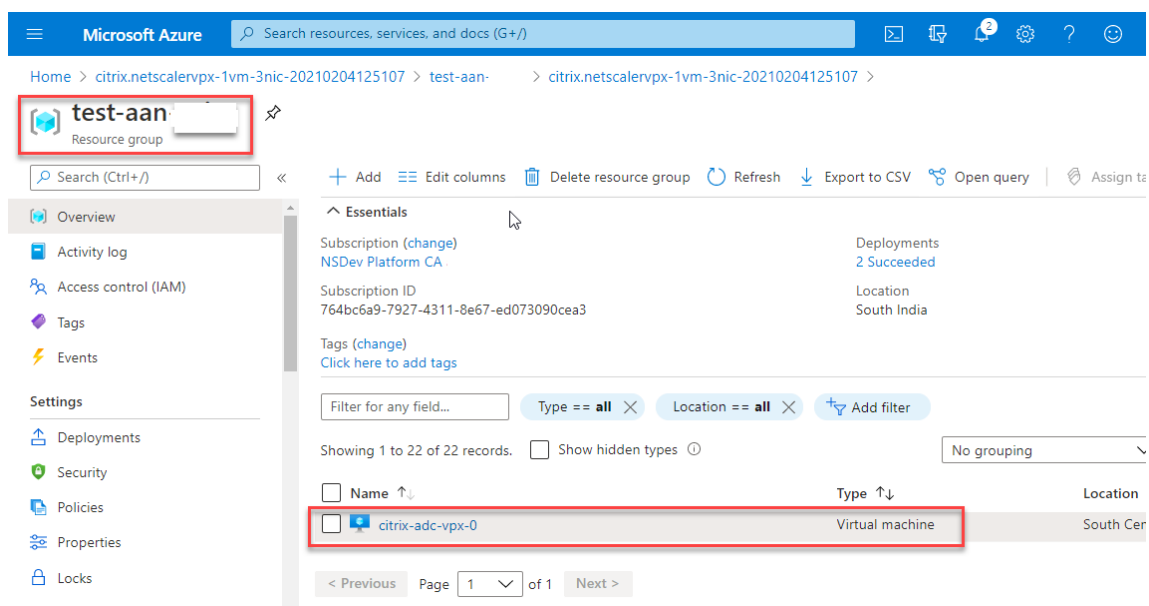 Microsoft Azure
Search resources, services, and docs (G+/)
2
Home > citrix.netscalervpx-1vm-3nic-20210204125107 > test-aan- > citrix.netscalervpx-1vm-3nic-20210204125107 >
test-aan-
Resource group
Search (Ctrl+/)
«
Add
Edit columns
Delete resource group
Refresh
Export to CSV
Open query
Assign ta
Overview
Activity log
Access control (IAM)
Tags
Events
Settings
Deployments
Security
Policies
Properties
Locks
Essentials
Subscription (change)
NSDev Platform CA
Subscription ID
764bc6a9-7927-4311-8e67-ed073090cea3
Tags (change)
Click here to add tags
Deployments
2 Succeeded
Location
South India
Filter for any field...
Type == all
Location == all
Add filter
Showing 1 to 22 of 22 records.
Show hidden types
No grouping
Name Type Location
citrix-adc-vpx-0 Virtual machine South Cen
< Previous Page 1 of 1 Next >